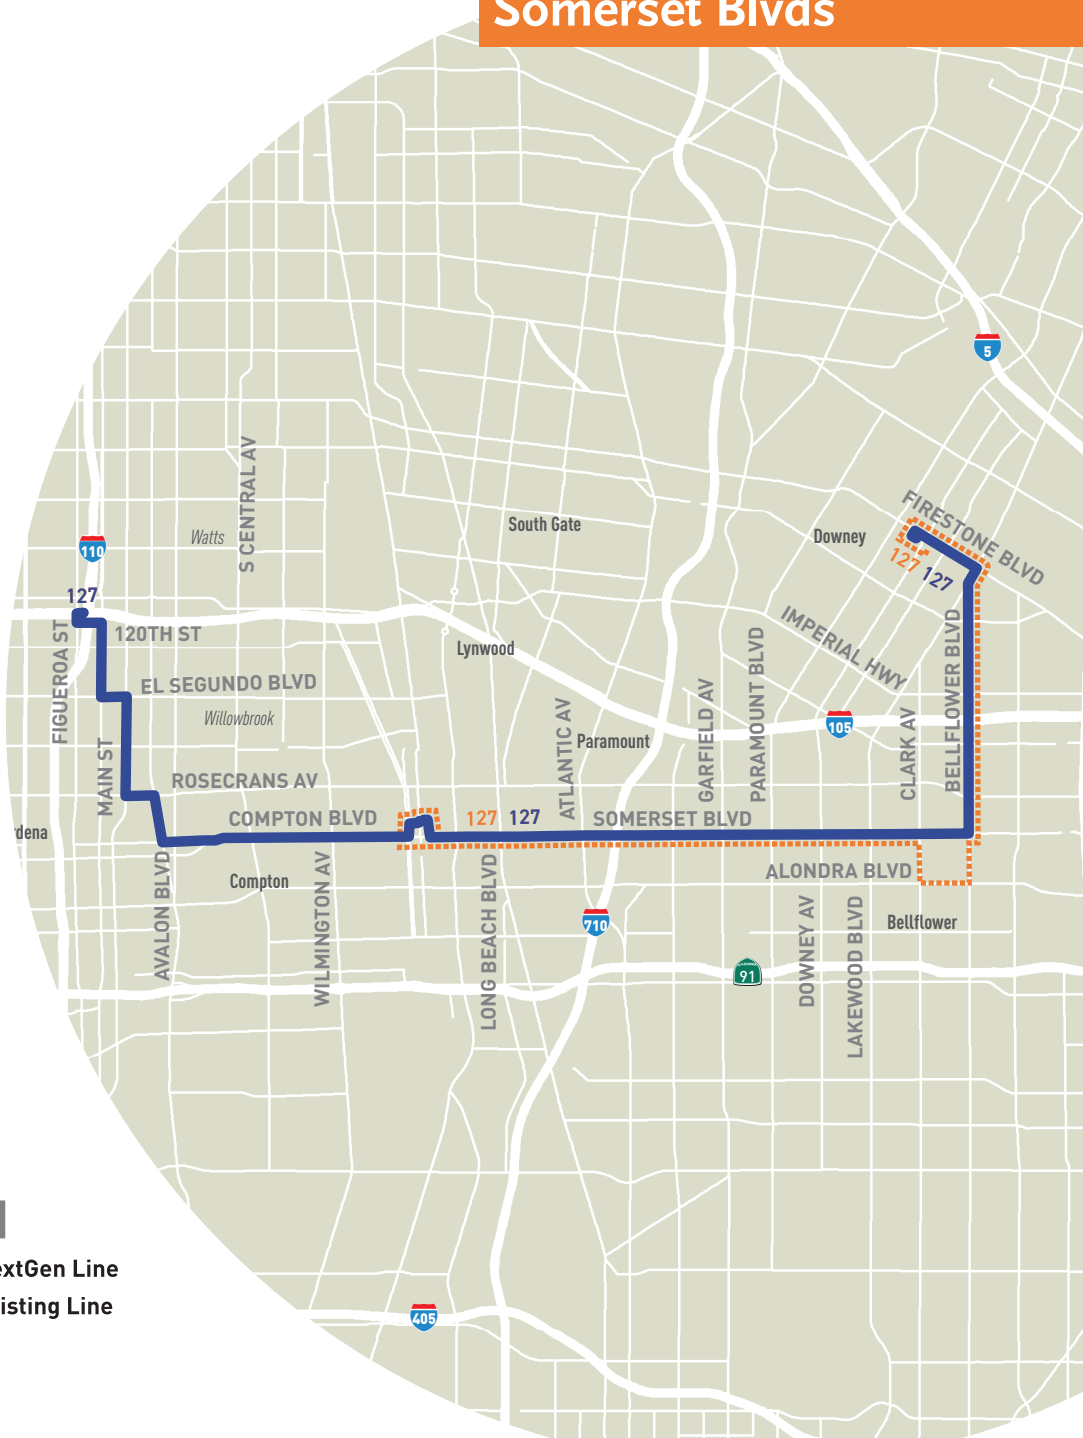 Somerset Blvds
5
S CENTRAL AV
Watts
South Gate
Downey
FIRESTONE BLVD
110
127
127
127
120TH ST
FIGUEROA ST
Lynwood
IMPERIAL HWY
PARAMOUNT BLVD
BELLFLOWER BLVD
EL SEGUNDO BLVD
Willowbrook
GARFIELD AV
ATLANTIC AV
Paramount
105
CLARK AV
MAIN ST
ROSECRANS AV
COMPTON BLVD
127
127
SOMERSET BLVD
rdena
ALONDRA BLVD
Compton
AVALON BLVD
WILMINGTON AV
LONG BEACH BLVD
710
DOWNEY AV
LAKEWOOD BLVD
Bellflower
91
extGen Line
isting Line
405